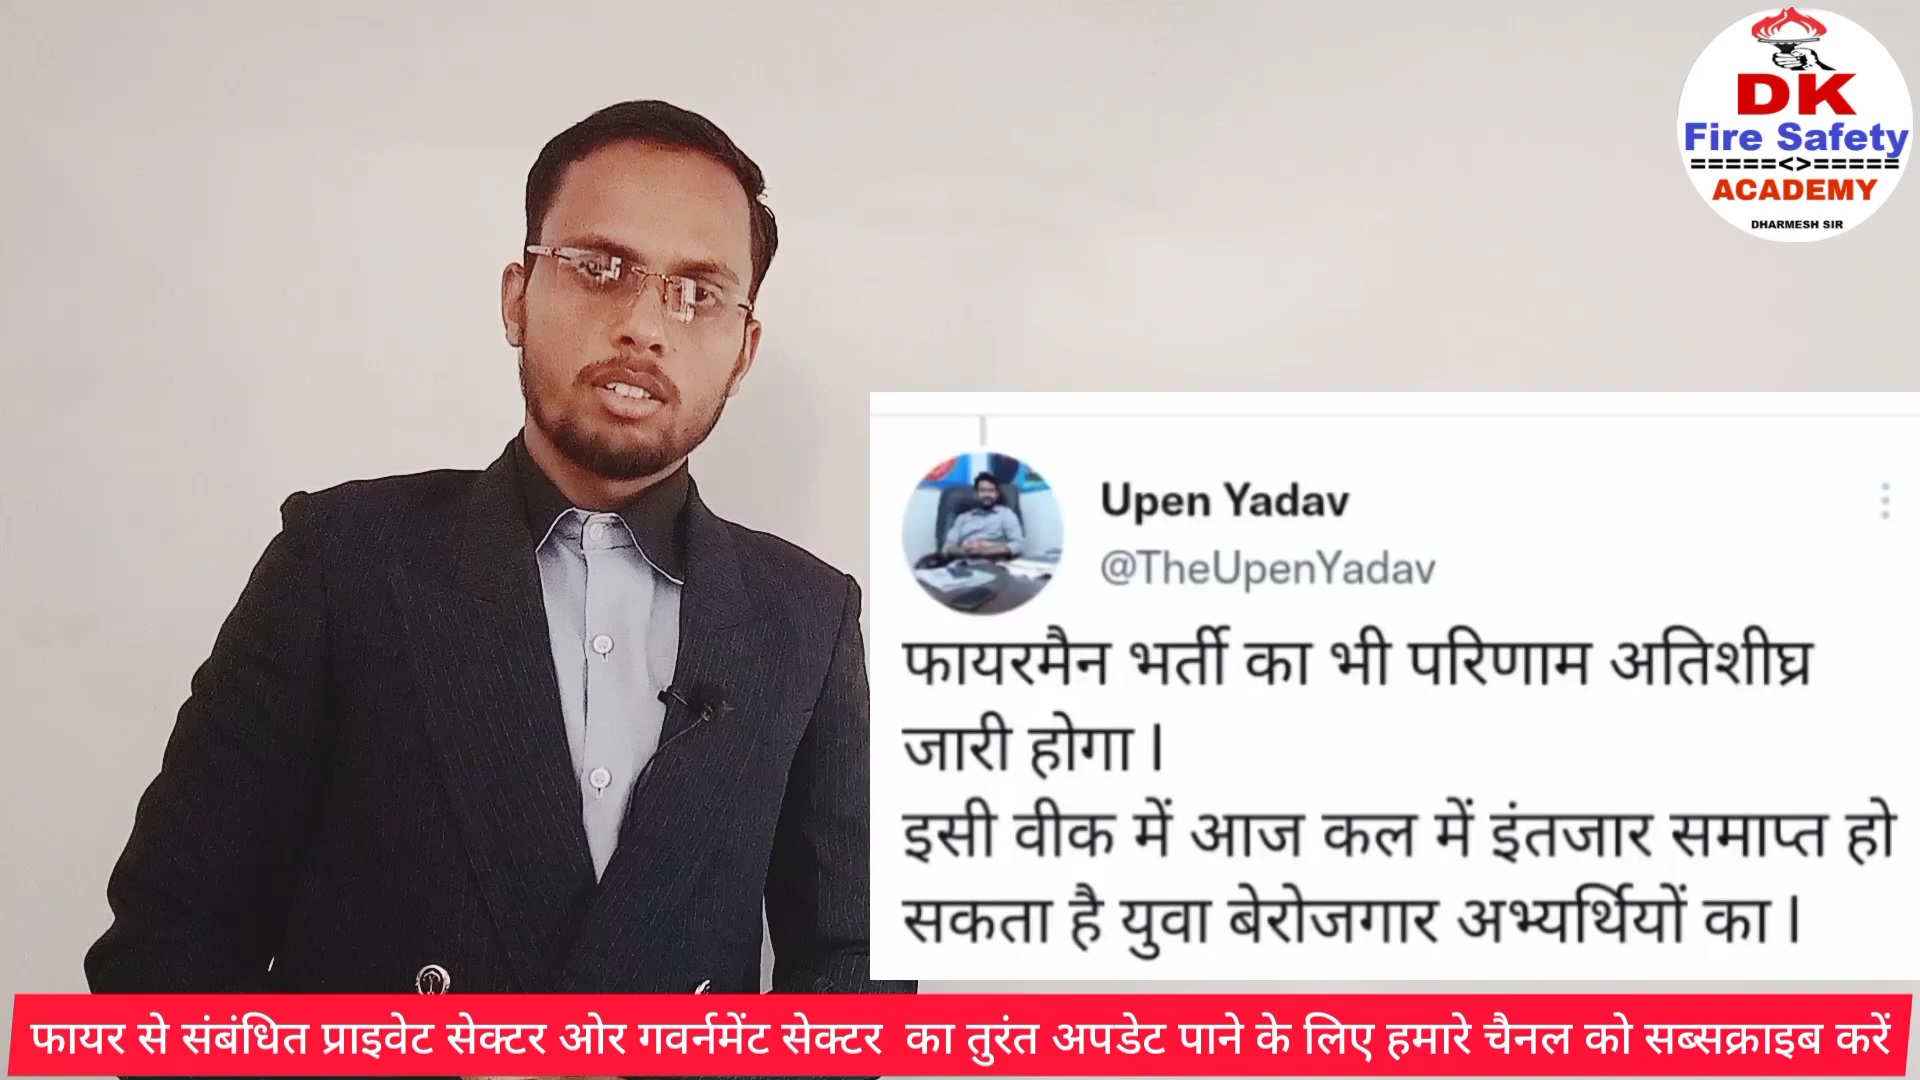 DK
Fire Safety
=====<>=====
ACADEMY
DHARMESH SIR
Upen Yadav
@TheUpenYadav
फायरमैन भर्ती का भी परिणाम अतिशीघ्र
जारी होगा।
इसी वीक में आज कल में इंतजार समाप्त हो
सकता है युवा बेरोजगार अभ्यर्थियों का।
फायर से संबंधित प्राइवेट सेक्टर ओर गवर्नमेंट सेक्टर का तुरंत अपडेट पाने के लिए हमारे चैनल को सब्सक्राइब करें